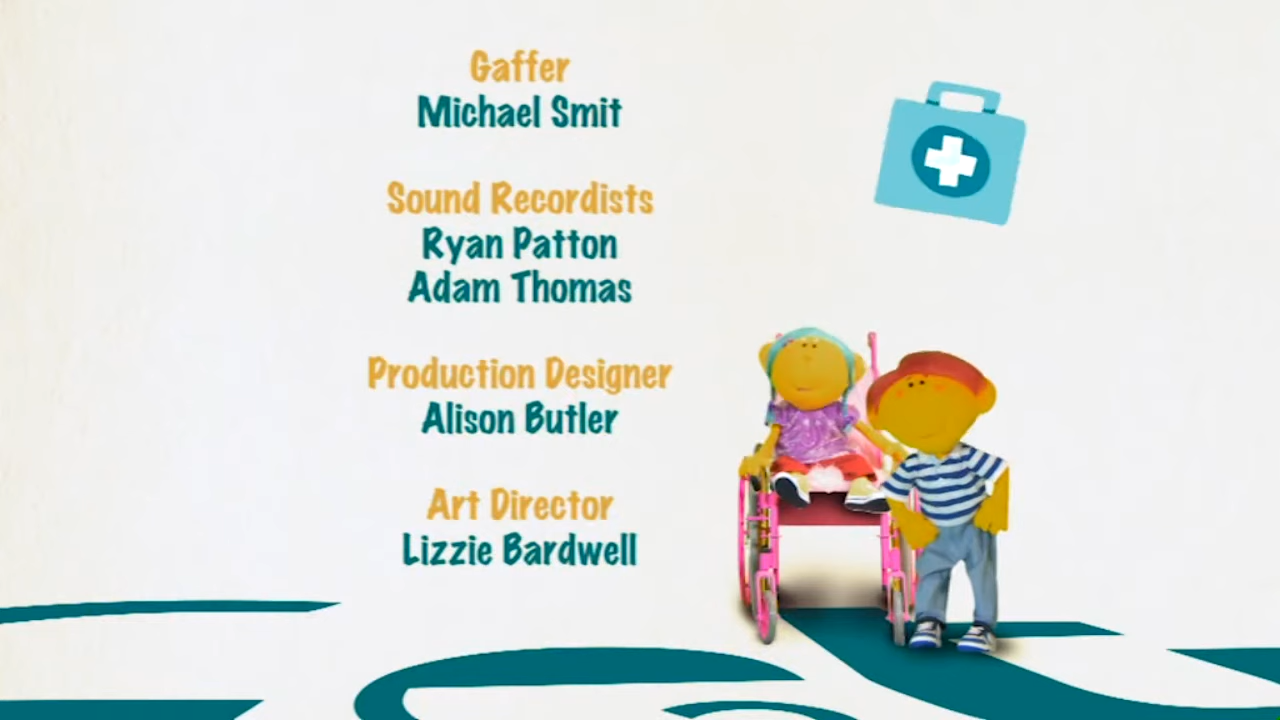 Gaffer
Michael Smit
Sound Recordists
Ryan Patton
Adam Thomas
Production Designer
Alison Butler
Art Director
Lizzie Bardwell